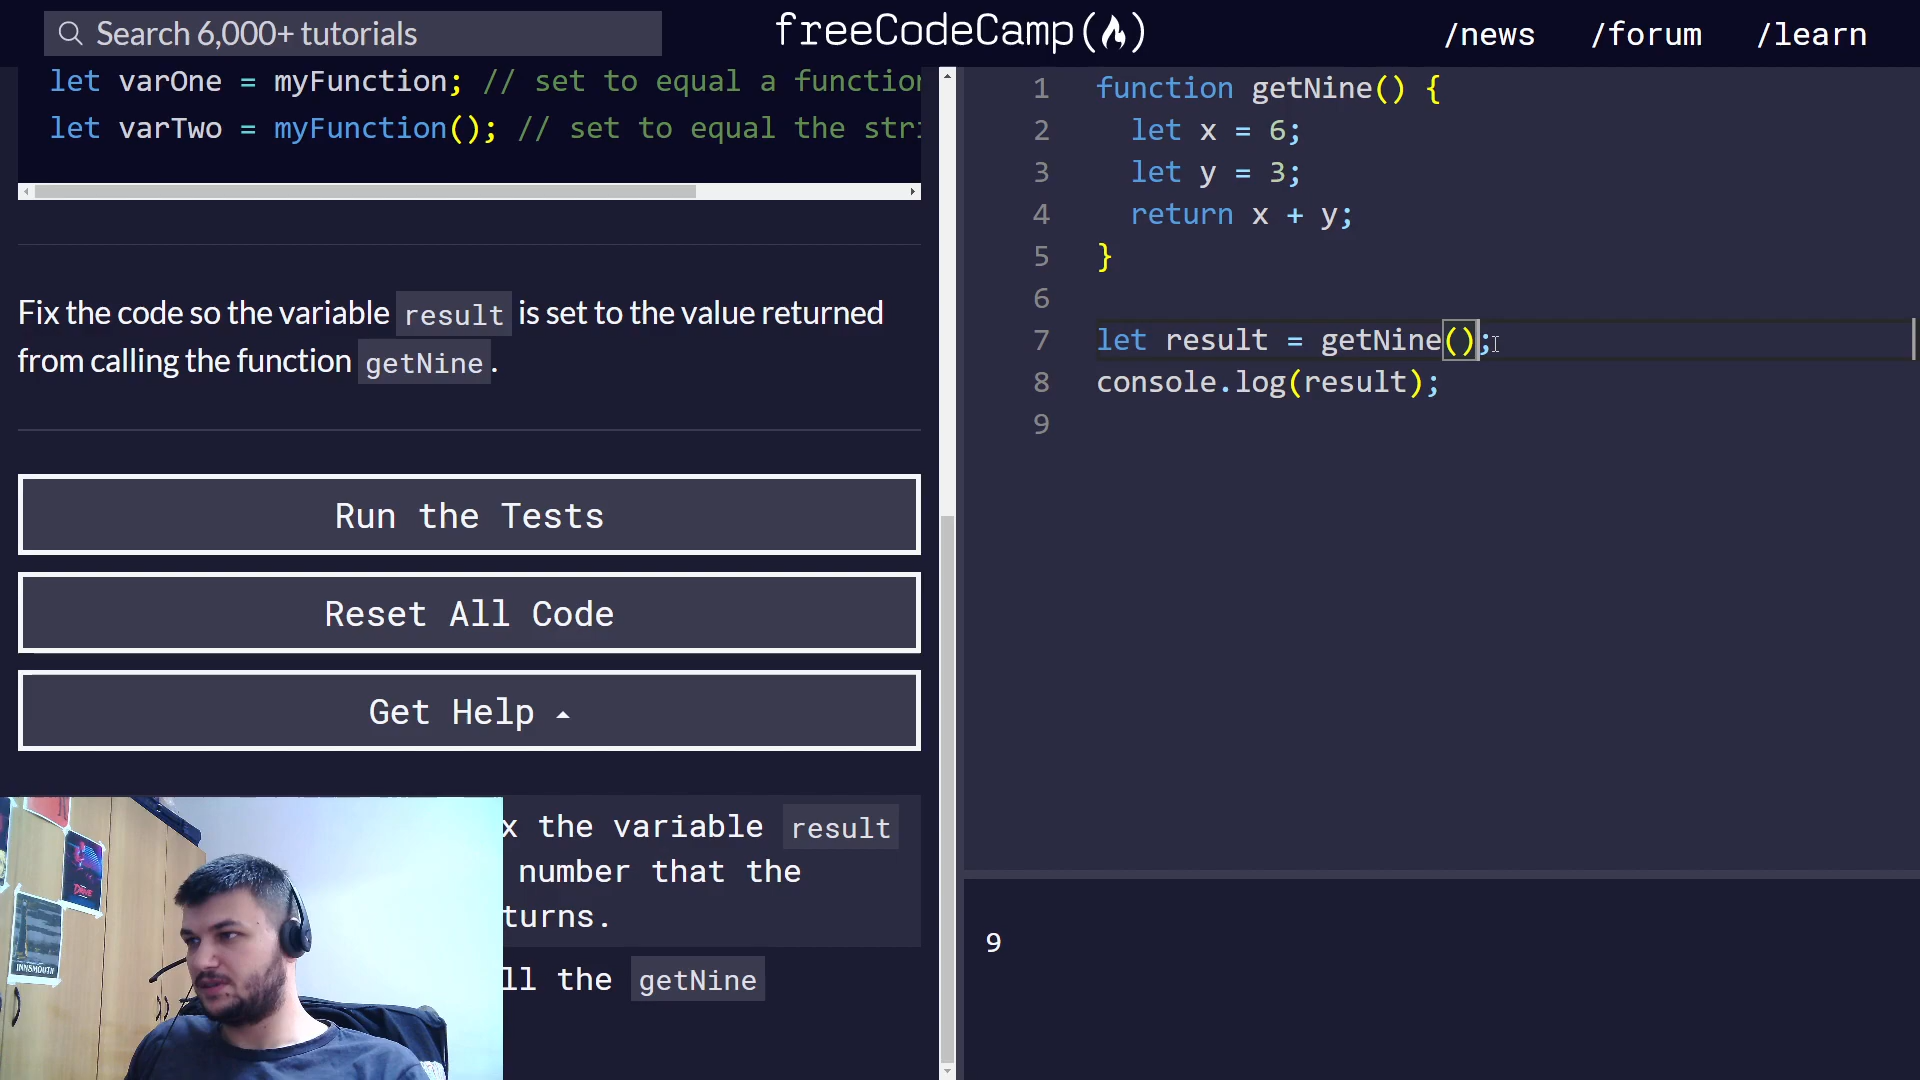 Search 6,000+ tutorials
freeCodeCamp
/news
/forum
/learn
let varOne = myFunction; // set to equal a function
let varTwo = myFunction(); // set to equal the stri
Fix the code so the variable result is set to the value returned
from calling the function getNine.
Run the Tests
Reset All Code
Get Help
x the variable result
number that the
turns.
ll the getNine
INNSMOUTH
1 function getNine() {
2 let x = 6;
3 let y = 3;
4 return x + y;
5 }
6
7 let result = getNine();
8 console.log(result);
9
9